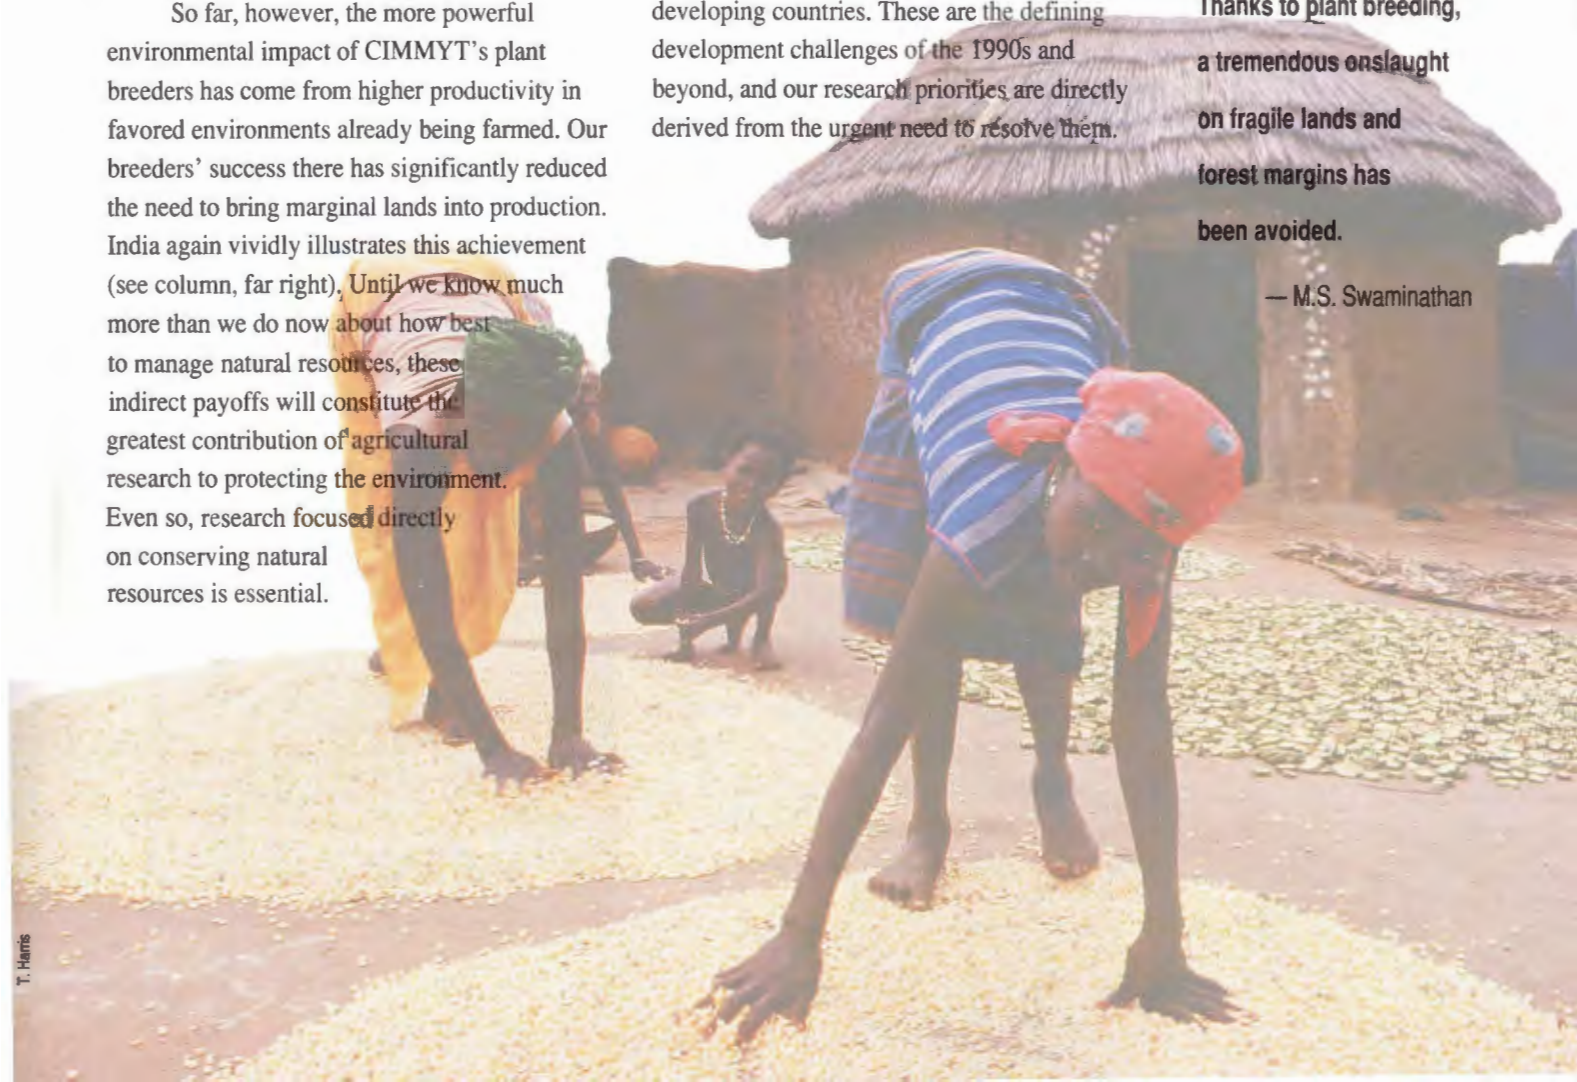 So far, however, the more powerful
environmental impact of CIMMYT's plant
breeders has come from higher productivity in
favored environments already being farmed. Our
breeders' success there has significantly reduced
the need to bring marginal lands into production.
India again vividly illustrates this achievement
(see column, far right). Until we know much
more than we do now about how best
to manage natural resources, these
indirect payoffs will constitute the
greatest contribution of agricultural
research to protecting the environment.
Even so, research focused directly
on conserving natural
resources is essential.
developing countries. These are the defining
development challenges of the 1990s and
beyond, and our research priorities are directly
derived from the urgent need to resolve them.
Thanks to plant breeding,
a tremendous onslaught
on fragile lands and
forest margins has
been avoided.
— M.S. Swaminathan
T. Harris